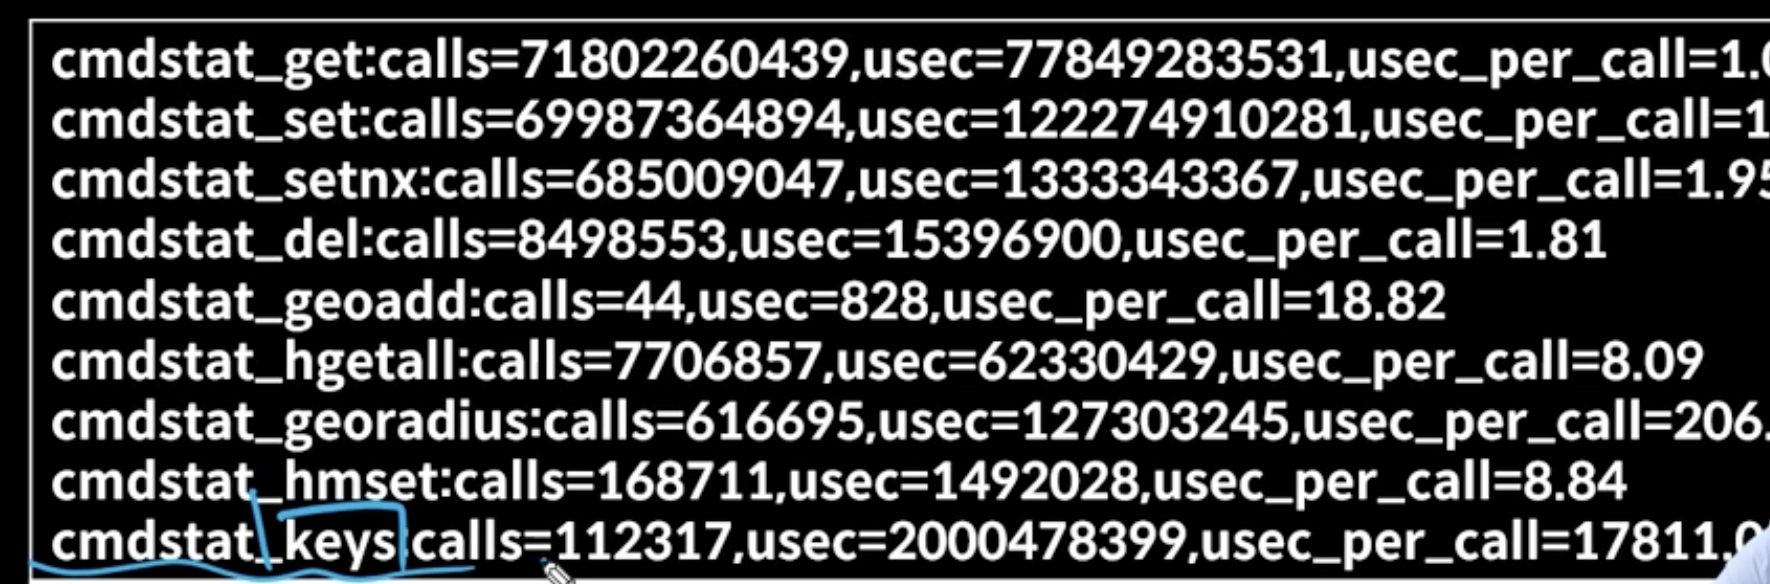 cmdstat_get:calls=71802260439,usec=77849283531,usec_per_call=1.0
cmdstat_set:calls=69987364894,usec=122274910281,usec_per_call=1
cmdstat_setnx:calls=685009047,usec=1333343367,usec_per_call=1.95
cmdstat_del:calls=8498553,usec=15396900,usec_per_call=1.81
cmdstat_geoadd:calls=44,usec=828,usec_per_call=18.82
cmdstat_hgetall:calls=7706857,usec=62330429,usec_per_call=8.09
cmdstat_georadius:calls=616695,usec=127303245,usec_per_call=206.
cmdstat_hmset:calls=168711,usec=1492028,usec_per_call=8.84
cmdstat_keys:calls=112317,usec=2000478399,usec_per_call=17811.0